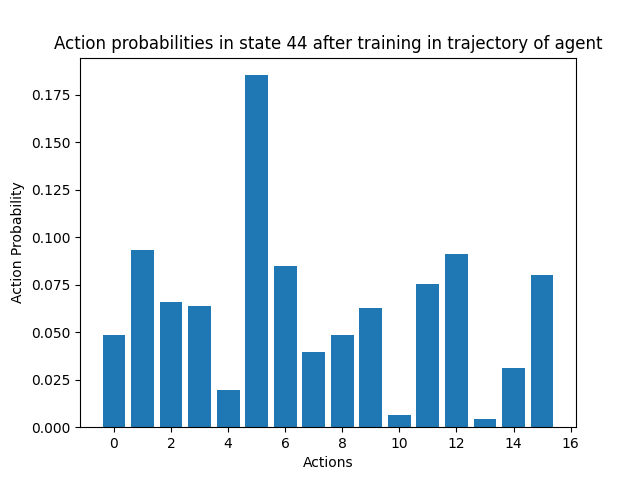 Action probabilities in state 44 after training in trajectory of agent
0.175
0.150
0.125
0.100
0.075
0.050
0.025
0.000
Action Probability
0 2 4 6 8 10 12 14 16
Actions